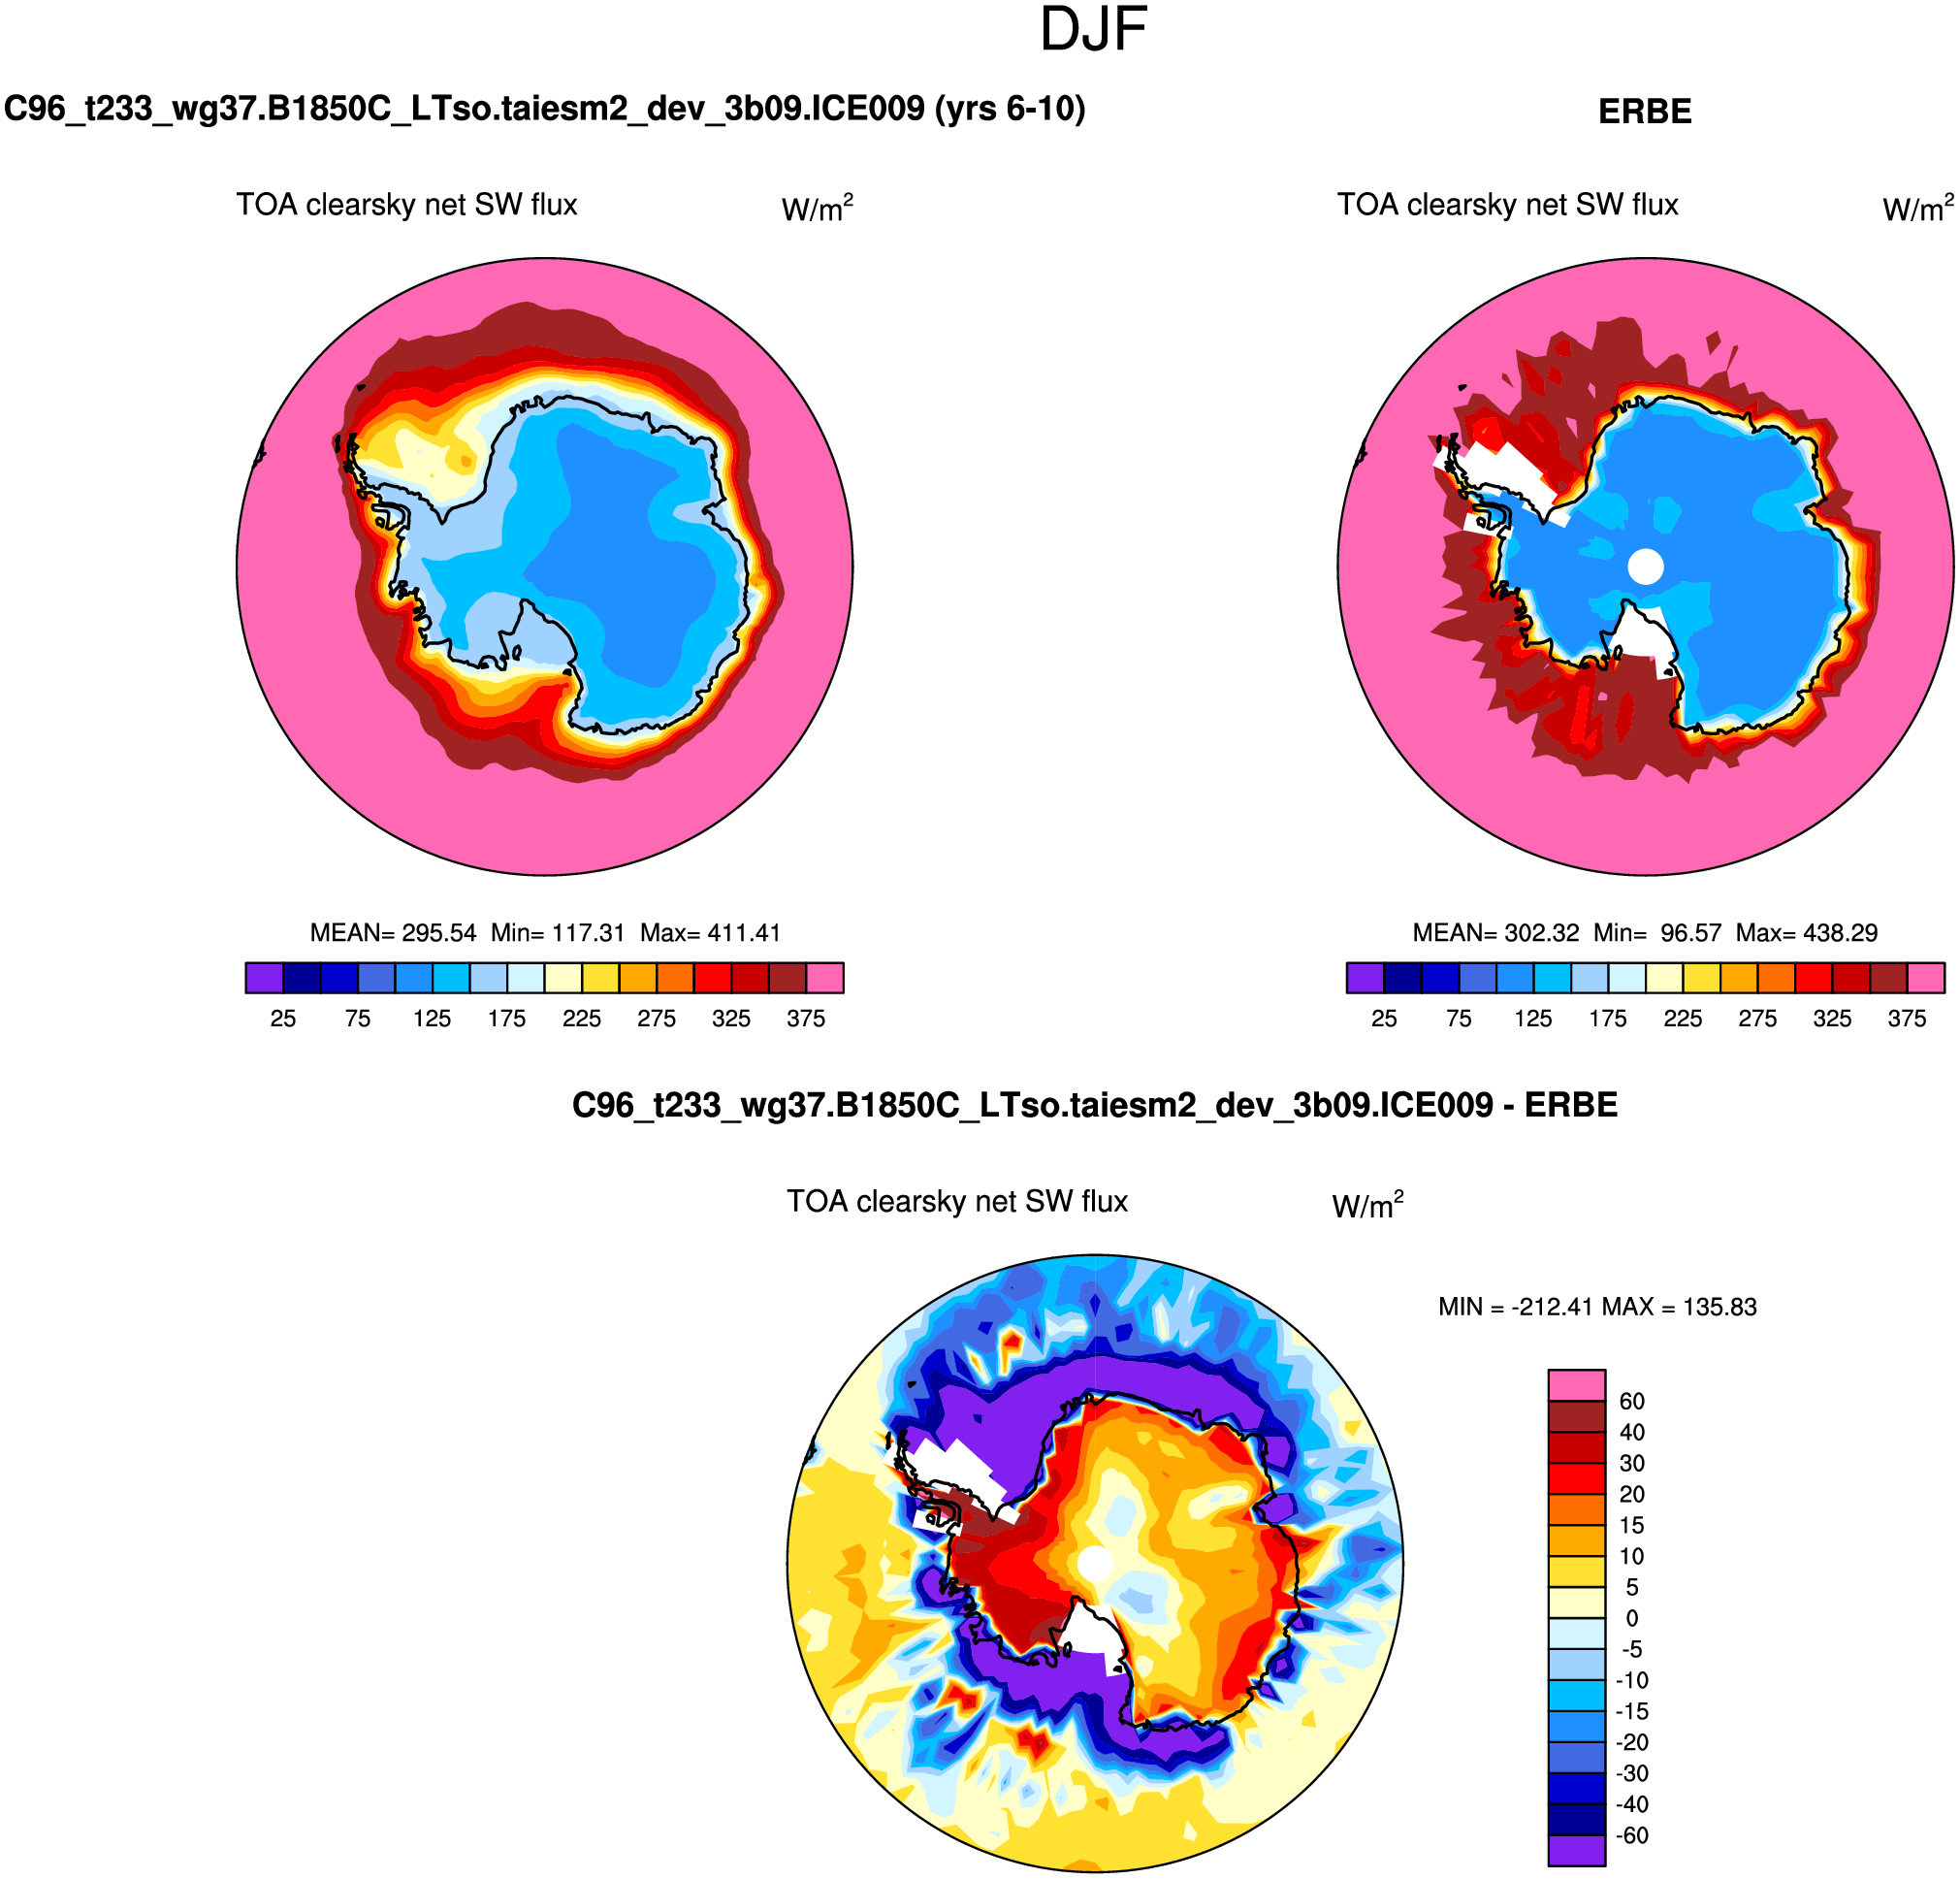 DJF
C96_t233_wg37.B1850C_LTso.taiesm2_dev_3b09.ICE009 (yrs 6-10)
ERBE
TOA clearsky net SW flux W/m²
TOA clearsky net SW flux W/m²
MEAN= 295.54 Min= 117.31 Max= 411.41
MEAN= 302.32 Min= 96.57 Max= 438.29
25 75 125 175 225 275 325 375
25 75 125 175 225 275 325 375
C96_t233_wg37.B1850C_LTso.taiesm2_dev_3b09.ICE009 - ERBE
TOA clearsky net SW flux W/m²
MIN = -212.41 MAX = 135.83
60
40
30
20
15
10
5
0
-5
-10
-15
-20
-30
-40
-60